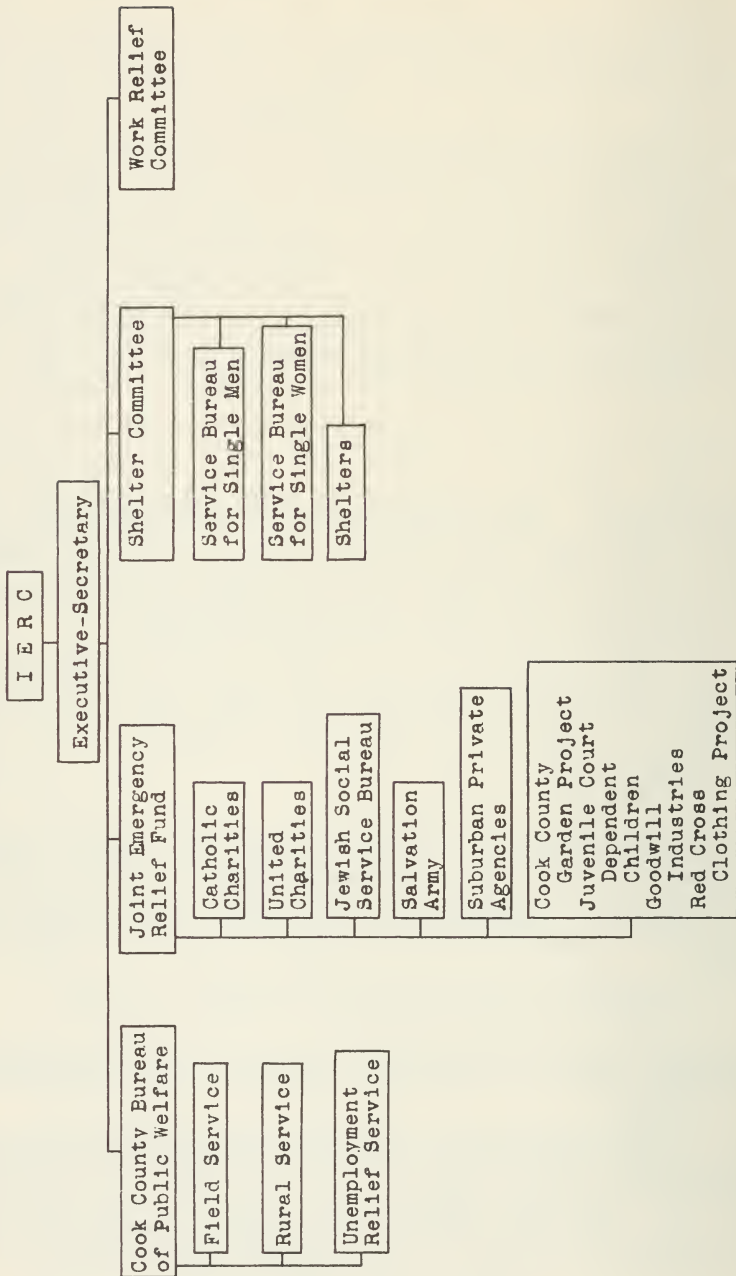 I E R C
Executive-Secretary
Cook County Bureau
of Public Welfare
Field Service
Rural Service
Unemployment
Relief Service
Joint Emergency
Relief Fund
Catholic
Charities
United
Charities
Jewish Social
Service Bureau
Salvation
Army
Suburban Private
Agencies
Cook County
Garden Project
Juvenile Court
Dependent
Children
Goodwill
Industries
Red Cross
Clothing Project
Shelter Committee
Service Bureau
for Single Men
Service Bureau
for Single Women
Shelters
Work Relief
Committee